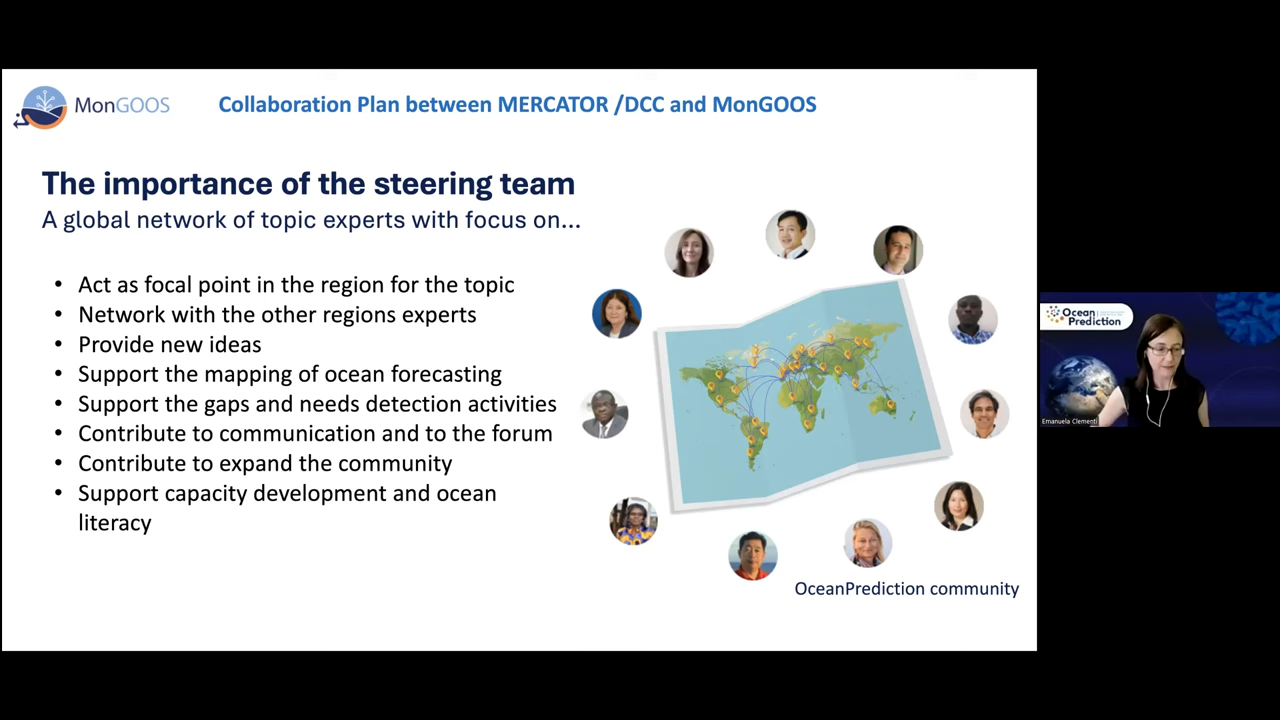 MonGOOS
Collaboration Plan between MERCATOR /DCC and MonGOOS
The importance of the steering team
A global network of topic experts with focus on...
• Act as focal point in the region for the topic
• Network with the other regions experts
• Provide new ideas
• Support the mapping of ocean forecasting
• Support the gaps and needs detection activities
• Contribute to communication and to the forum
• Contribute to expand the community
• Support capacity development and ocean
literacy
OceanPrediction community
Ocean
Prediction
Emanuela Clementi